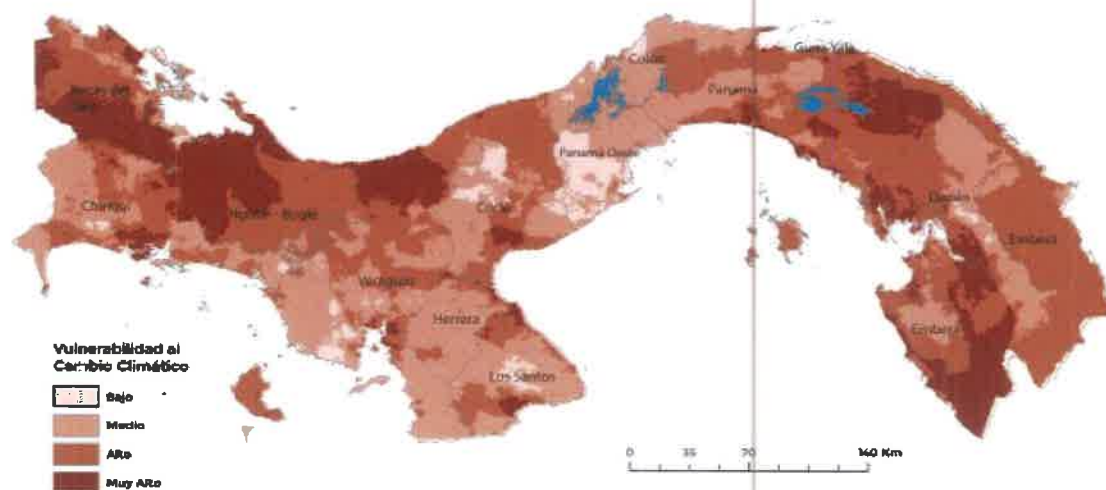 Colón
Guna Yala
Bocas del
Toro
Panamá
Panamá Oeste
Chiriquí
Ngöbe - Buglé
Coclé
Darién
Emberá
Veraguas
Herrera
Emberá
Los Santos
Vulnerabilidad al
Cambio Climático
Bajo
Medio
Alto
Muy Alto
0 35 70 140 Km